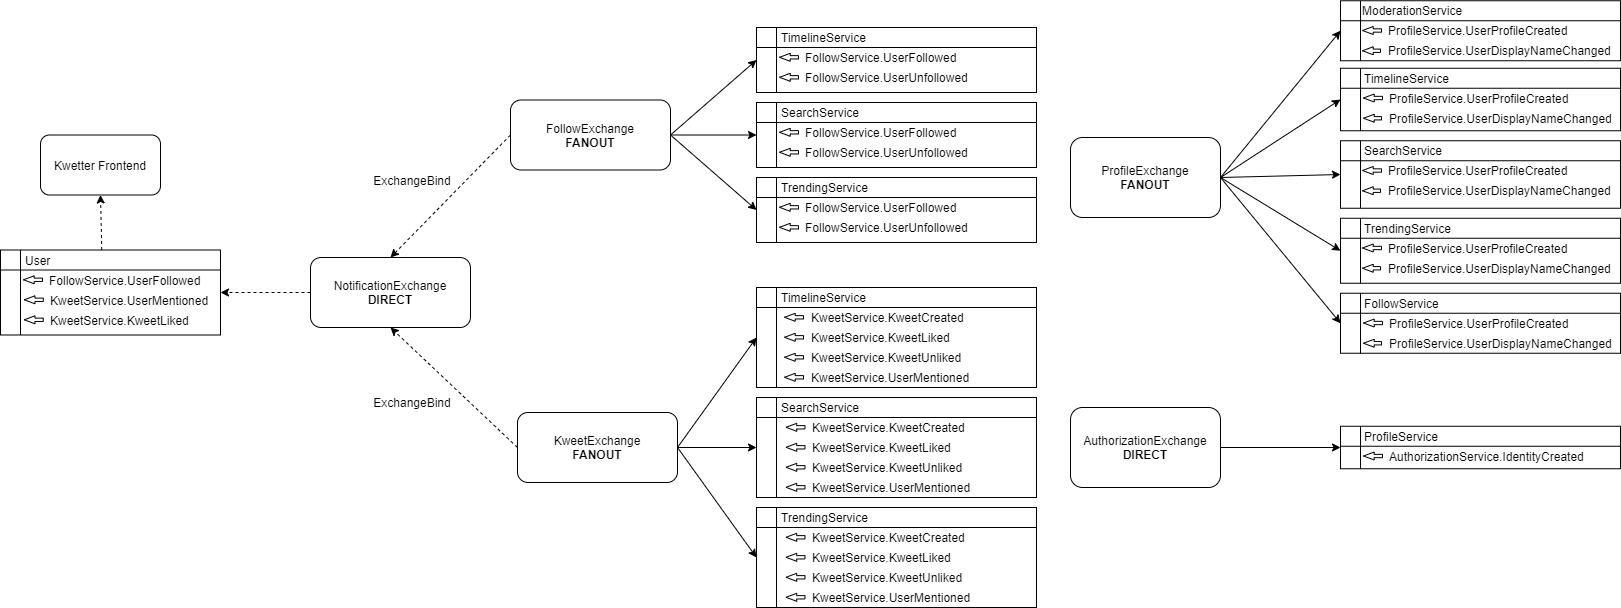 Kwetter Frontend
User
FollowService.UserFollowed
KweetService.UserMentioned
KweetService.KweetLiked
NotificationExchange
DIRECT
ExchangeBind
ExchangeBind
FollowExchange
FANOUT
TimelineService
FollowService.UserFollowed
FollowService.UserUnfollowed
SearchService
FollowService.UserFollowed
FollowService.UserUnfollowed
TrendingService
FollowService.UserFollowed
FollowService.UserUnfollowed
KweetExchange
FANOUT
TimelineService
KweetService.KweetCreated
KweetService.KweetLiked
KweetService.KweetUnliked
KweetService.UserMentioned
SearchService
KweetService.KweetCreated
KweetService.KweetLiked
KweetService.KweetUnliked
KweetService.UserMentioned
TrendingService
KweetService.KweetCreated
KweetService.KweetLiked
KweetService.KweetUnliked
KweetService.UserMentioned
ProfileExchange
FANOUT
ModerationService
ProfileService.UserProfileCreated
ProfileService.UserDisplayNameChanged
TimelineService
ProfileService.UserProfileCreated
ProfileService.UserDisplayNameChanged
SearchService
ProfileService.UserProfileCreated
ProfileService.UserDisplayNameChanged
TrendingService
ProfileService.UserProfileCreated
ProfileService.UserDisplayNameChanged
FollowService
ProfileService.UserProfileCreated
ProfileService.UserDisplayNameChanged
AuthorizationExchange
DIRECT
ProfileService
AuthorizationService.IdentityCreated